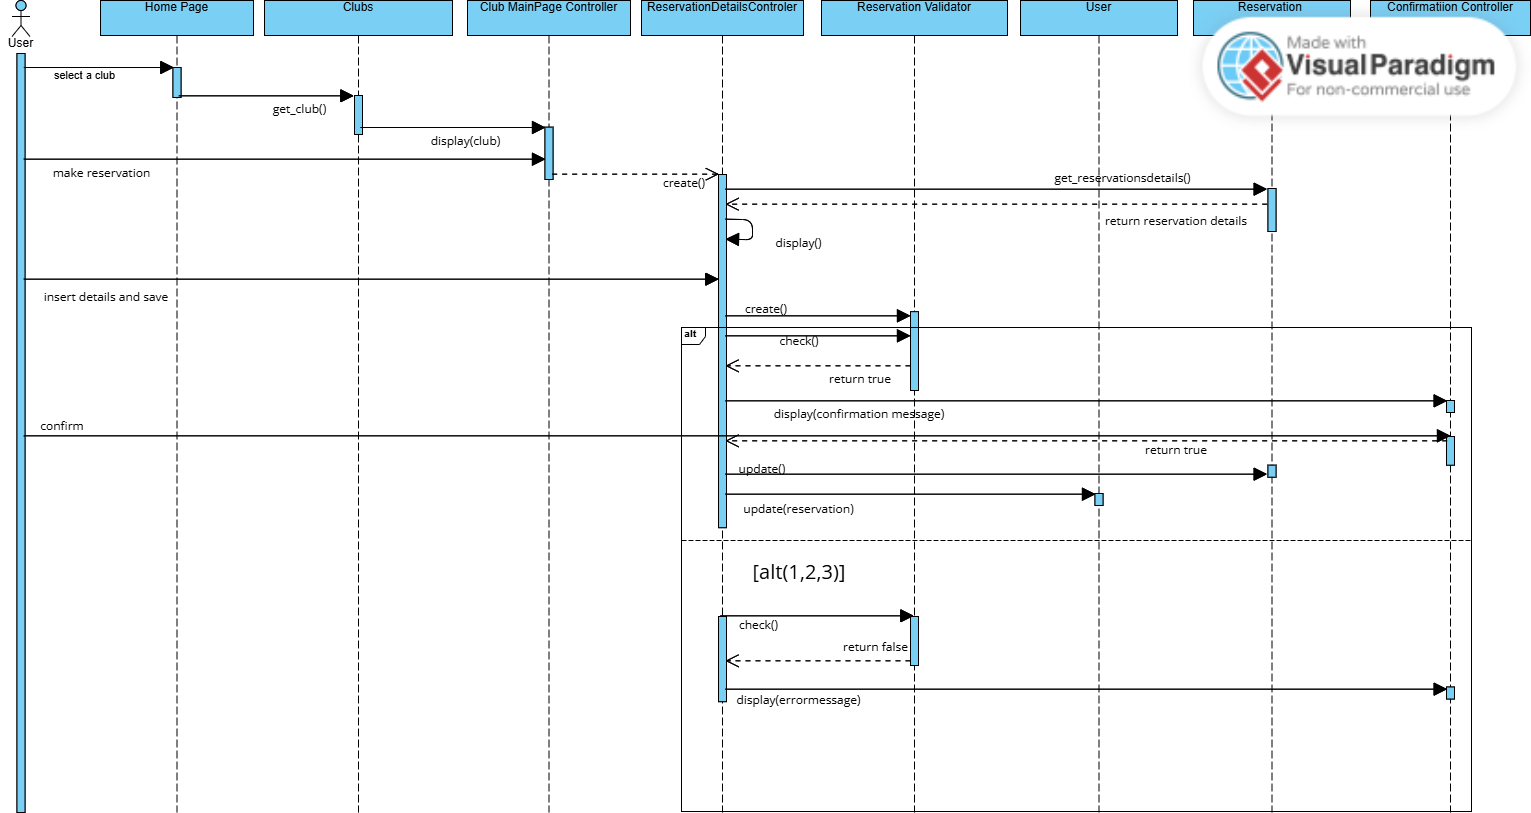 Home Page
Clubs
Club MainPage Controller
ReservationDetailsControler
Reservation Validator
User
Reservation
Confirmatiion Controller
User
Made with
Visual Paradigm
For non-commercial use
select a club
get_club()
display(club)
make reservation
create()
get_reservationsdetails()
return reservation details
display()
insert details and save
create()
alt
check()
return true
display(confirmation message)
confirm
return true
update()
update(reservation)
[alt(1,2,3)]
check()
return false
display(errormessage)